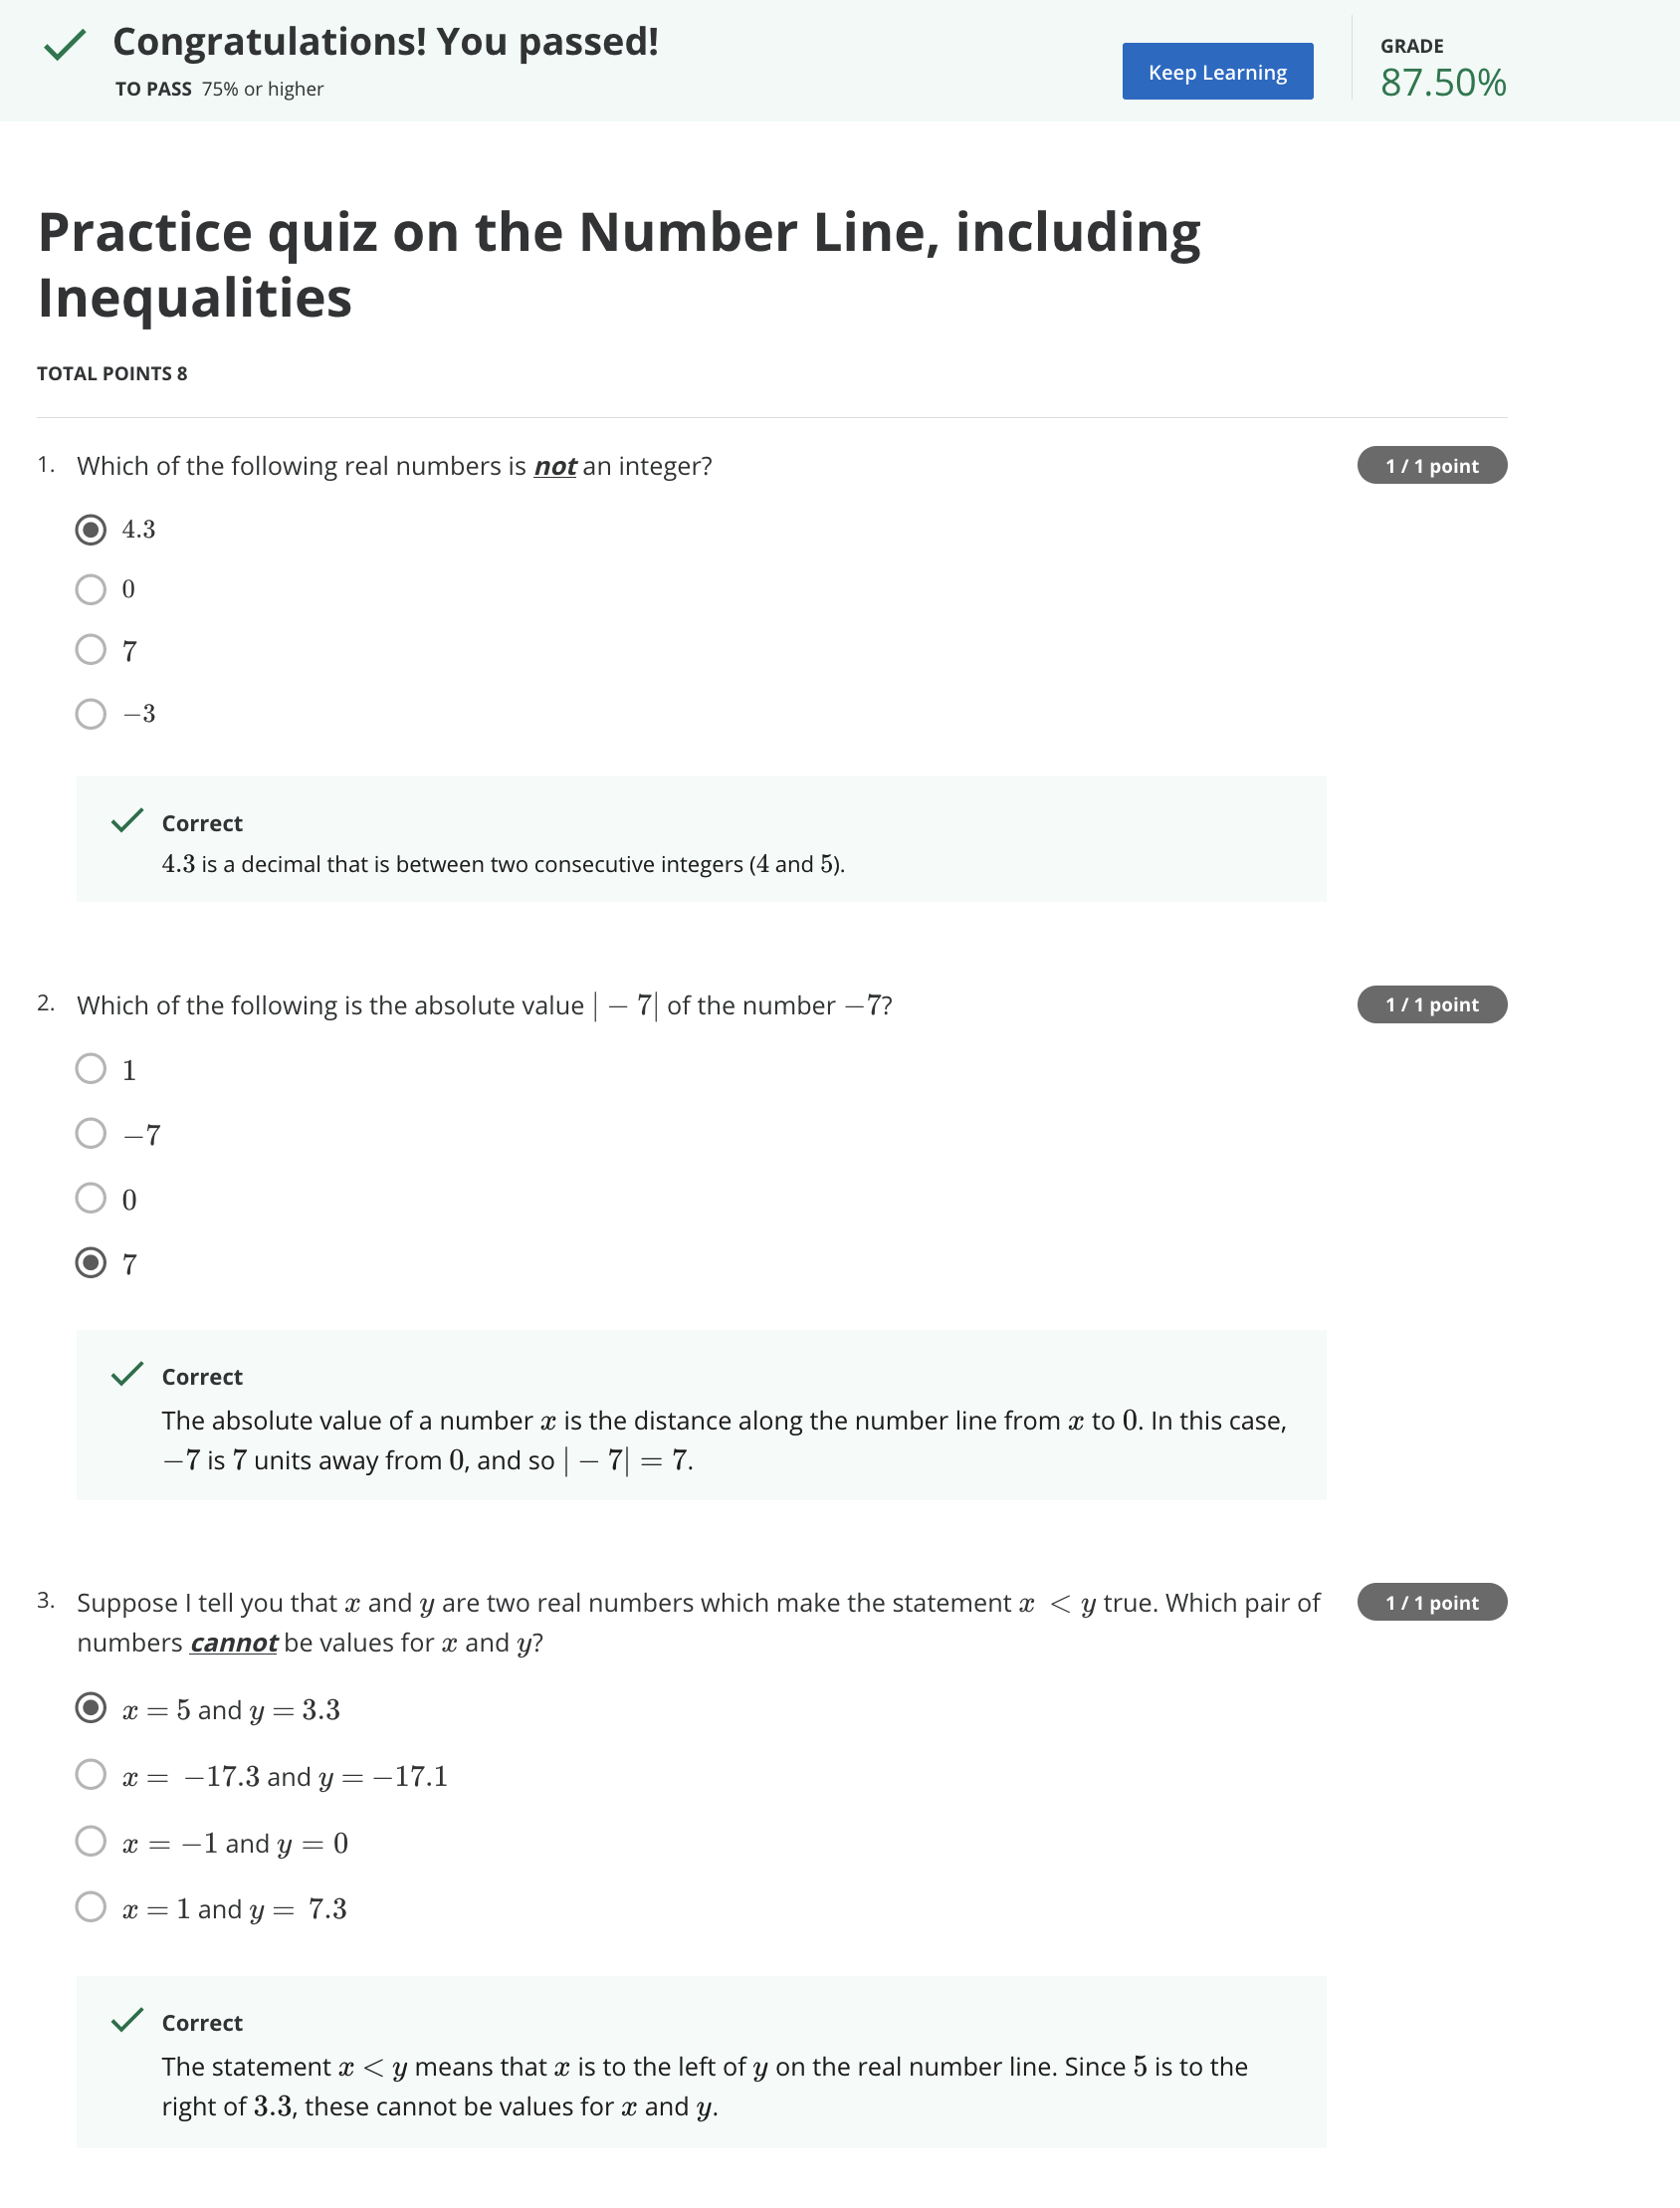 Congratulations! You passed!
TO PASS 75% or higher
Keep Learning
GRADE
87.50%
Practice quiz on the Number Line, including
Inequalities
TOTAL POINTS 8
1. Which of the following real numbers is not an integer?
1 / 1 point
4.3
0
7
−3
Correct
4.3 is a decimal that is between two consecutive integers (4 and 5).
2. Which of the following is the absolute value | − 7| of the number −7?
1 / 1 point
1
−7
0
7
Correct
The absolute value of a number x is the distance along the number line from x to 0. In this case,
−7 is 7 units away from 0, and so | − 7| = 7.
3. Suppose I tell you that x and y are two real numbers which make the statement x < y true. Which pair of
numbers cannot be values for x and y?
1 / 1 point
x = 5 and y = 3.3
x = −17.3 and y = −17.1
x = −1 and y = 0
x = 1 and y = 7.3
Correct
The statement x < y means that x is to the left of y on the real number line. Since 5 is to the
right of 3.3, these cannot be values for x and y.